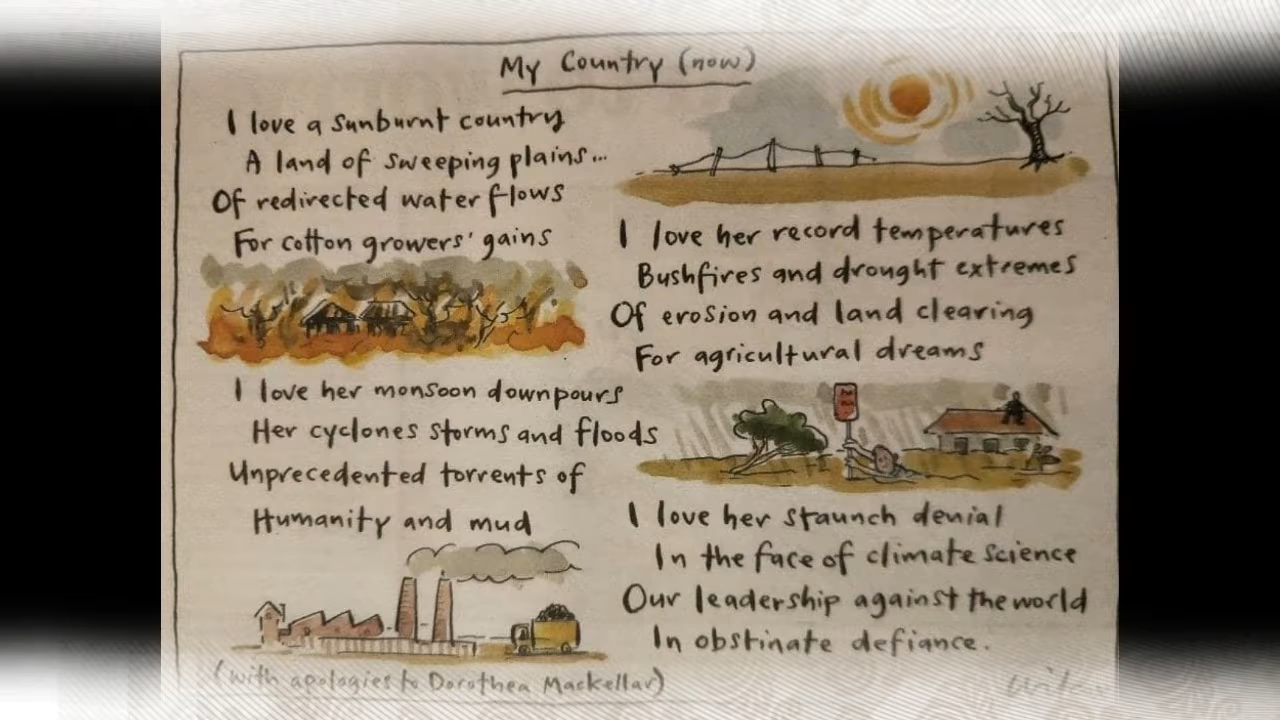 My Country (now)
I love a sunburnt country
A land of sweeping plains...
Of redirected water flows
For cotton growers' gains
I love her record temperatures
Bushfires and drought extremes
Of erosion and land clearing
For agricultural dreams
I love her monsoon downpours
Her cyclones storms and floods
Unprecedented torrents of
Humanity and mud
I love her staunch denial
In the face of climate science
Our leadership against the world
In obstinate defiance.
(with apologies to Dorothea Mackellar)